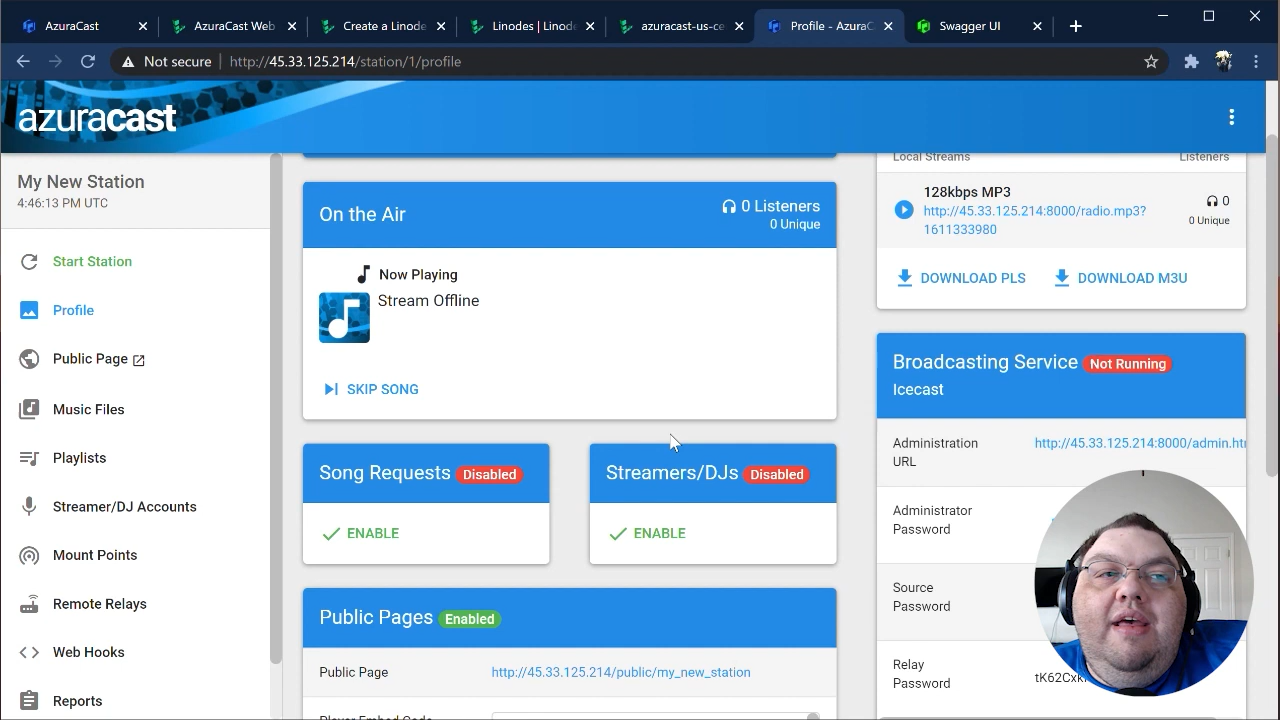 AzuraCast
AzuraCast Web
Create a Linode
Linodes | Linod
azuracast-us-ce
Profile - AzuraC
Swagger UI
Not secure
http://45.33.125.214/station/1/profile
azuracast
My New Station
4:46:13 PM UTC
Start Station
Profile
Public Page
Music Files
Playlists
Streamer/DJ Accounts
Mount Points
Remote Relays
Web Hooks
Reports
On the Air
0 Listeners
0 Unique
Now Playing
Stream Offline
SKIP SONG
Song Requests Disabled
ENABLE
Streamers/DJs Disabled
ENABLE
Public Pages Enabled
Public Page
http://45.33.125.214/public/my_new_station
Player Embed Code
Local Streams
Listeners
128kbps MP3
http://45.33.125.214:8000/radio.mp3?
1611333980
0
0 Unique
DOWNLOAD PLS
DOWNLOAD M3U
Broadcasting Service Not Running
Icecast
Administration
URL
http://45.33.125.214:8000/admin.ht
Administrator
Password
Source
Password
Relay
Password
tK62Cxk